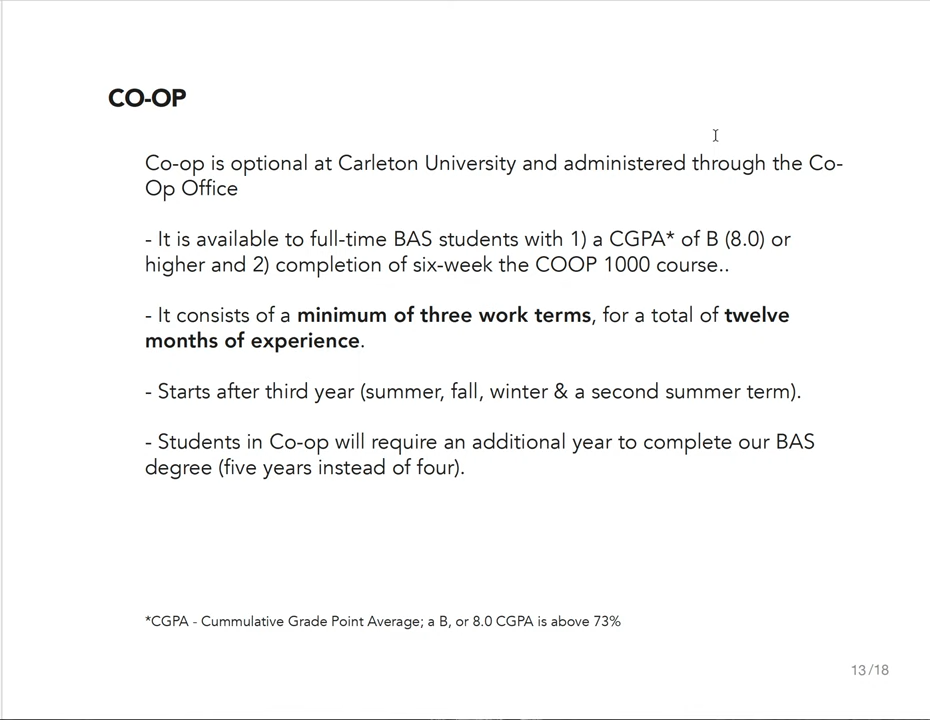 CO-OP
Co-op is optional at Carleton University and administered through the Co-
Op Office
- It is available to full-time BAS students with 1) a CGPA* of B (8.0) or
higher and 2) completion of six-week the COOP 1000 course..
- It consists of a minimum of three work terms, for a total of twelve
months of experience.
- Starts after third year (summer, fall, winter & a second summer term).
- Students in Co-op will require an additional year to complete our BAS
degree (five years instead of four).
*CGPA - Cummulative Grade Point Average; a B, or 8.0 CGPA is above 73%
13/18